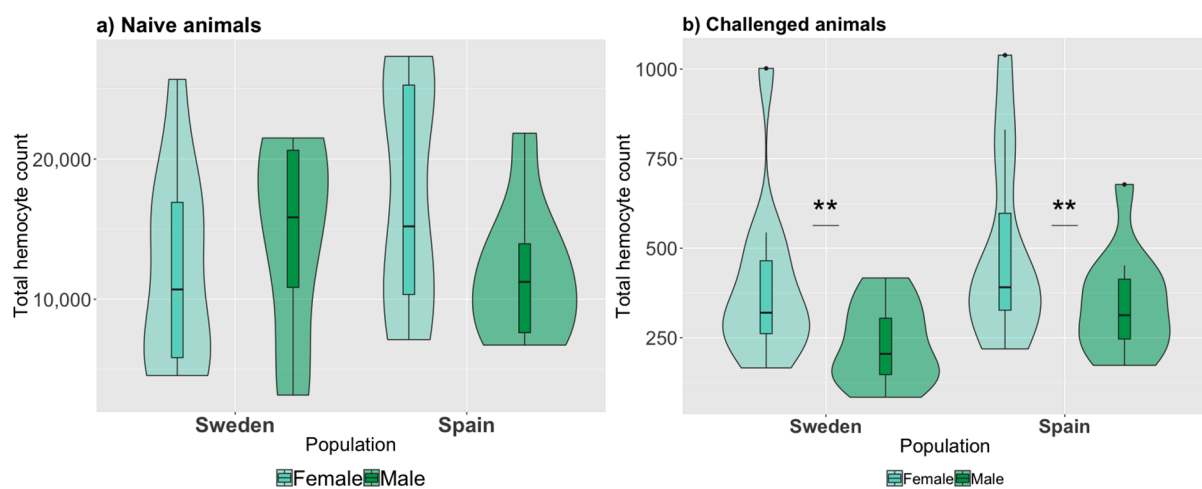 a) Naive animals
Total hemocyte count
20,000
10,000
Sweden Spain
Population
Female Male
b) Challenged animals
Total hemocyte count
1000
750
500
250
** **
Sweden Spain
Population
Female Male